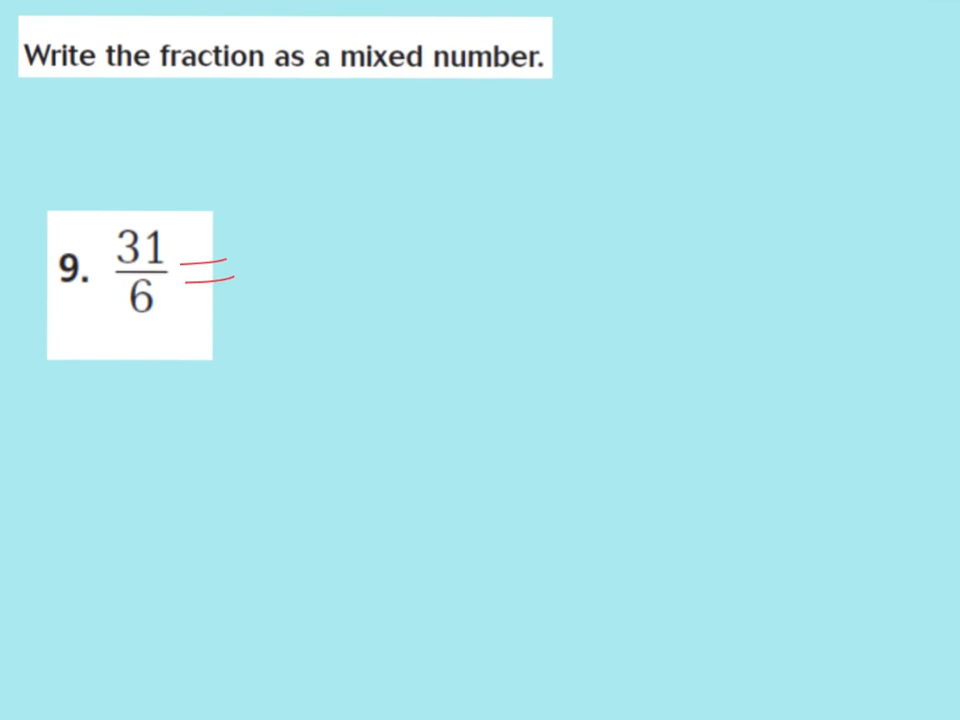 Write the fraction as a mixed number.
9. 31/6 =